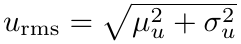 u_rms = √(μ_u² + σ_u²)